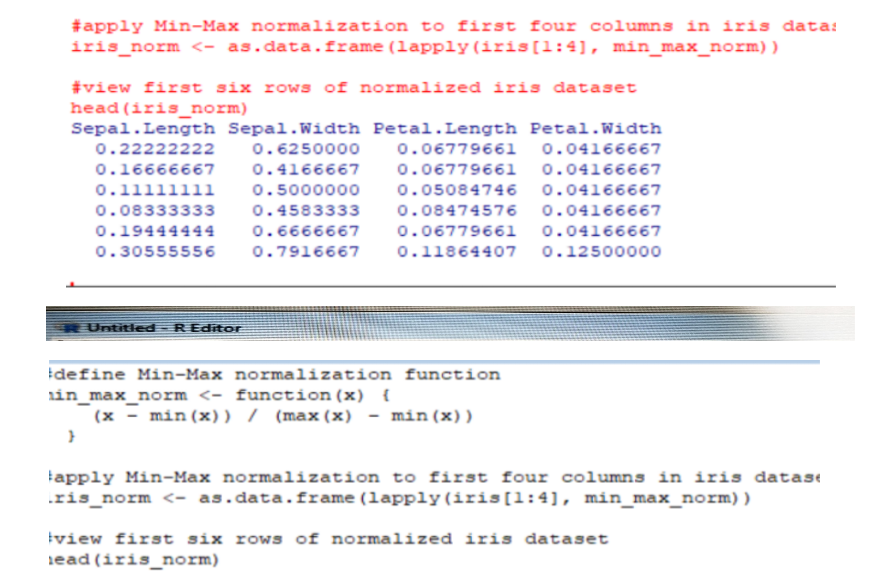 #apply Min-Max normalization to first four columns in iris datas
iris_norm <- as.data.frame(lapply(iris[1:4], min_max_norm))
#view first six rows of normalized iris dataset
head(iris_norm)
Sepal.Length Sepal.Width Petal.Length Petal.Width
0.22222222 0.6250000 0.06779661 0.04166667
0.16666667 0.4166667 0.06779661 0.04166667
0.11111111 0.5000000 0.05084746 0.04166667
0.08333333 0.4583333 0.08474576 0.04166667
0.19444444 0.6666667 0.06779661 0.04166667
0.30555556 0.7916667 0.11864407 0.12500000
Untitled - R Editor
#define Min-Max normalization function
min_max_norm <- function(x) {
(x - min(x)) / (max(x) - min(x))
}
#apply Min-Max normalization to first four columns in iris datase
iris_norm <- as.data.frame(lapply(iris[1:4], min_max_norm))
#view first six rows of normalized iris dataset
head(iris_norm)